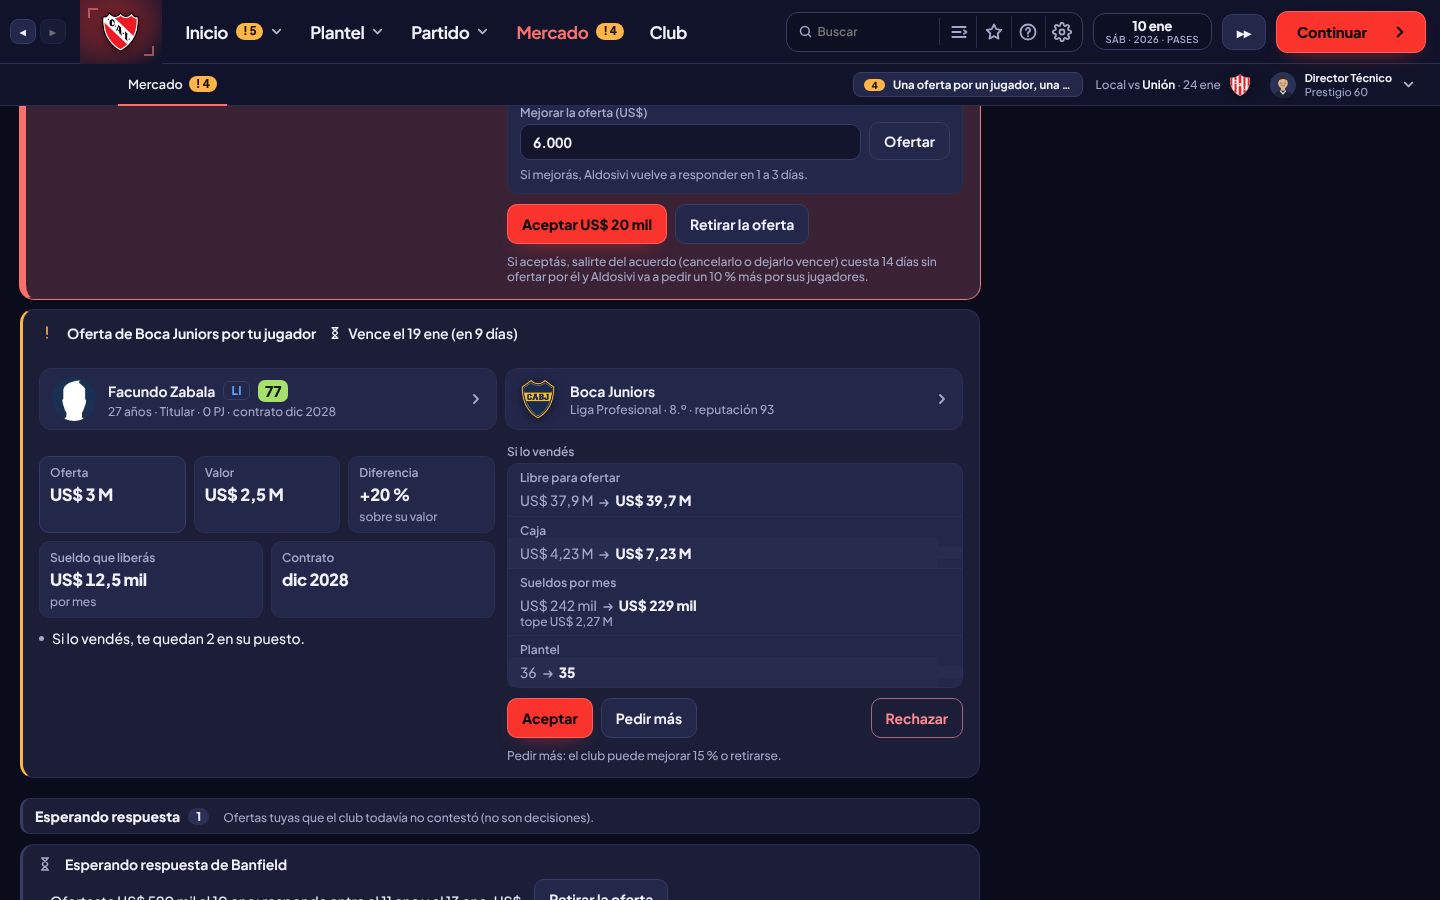 Inicio ! 5
Plantel
Partido
Mercado ! 4
Club
Buscar
10 ene
SÁB · 2026 · PASES
Continuar
Mercado ! 4
4 Una oferta por un jugador, una ...
Local vs Unión · 24 ene
Director Técnico
Prestigio 60
Mejorar la oferta (US$)
6.000
Ofertar
Si mejorás, Aldosivi vuelve a responder en 1 a 3 días.
Aceptar US$ 20 mil
Retirar la oferta
Si aceptás, salirte del acuerdo (cancelarlo o dejarlo vencer) cuesta 14 días sin
ofertar por él y Aldosivi va a pedir un 10 % más por sus jugadores.
! Oferta de Boca Juniors por tu jugador Vence el 19 ene (en 9 días)
Facundo Zabala LI 77
27 años · Titular · 0 PJ · contrato dic 2028
CABJ
Boca Juniors
Liga Profesional · 8.º · reputación 93
Oferta
US$ 3 M
Valor
US$ 2,5 M
Diferencia
+20 %
sobre su valor
Sueldo que liberás
US$ 12,5 mil
por mes
Contrato
dic 2028
Si lo vendés, te quedan 2 en su puesto.
Si lo vendés
Libre para ofertar
US$ 37,9 M → US$ 39,7 M
Caja
US$ 4,23 M → US$ 7,23 M
Sueldos por mes
US$ 242 mil → US$ 229 mil
tope US$ 2,27 M
Plantel
36 → 35
Aceptar
Pedir más
Rechazar
Pedir más: el club puede mejorar 15 % o retirarse.
Esperando respuesta 1 Ofertas tuyas que el club todavía no contestó (no son decisiones).
Esperando respuesta de Banfield
Retirar la oferta